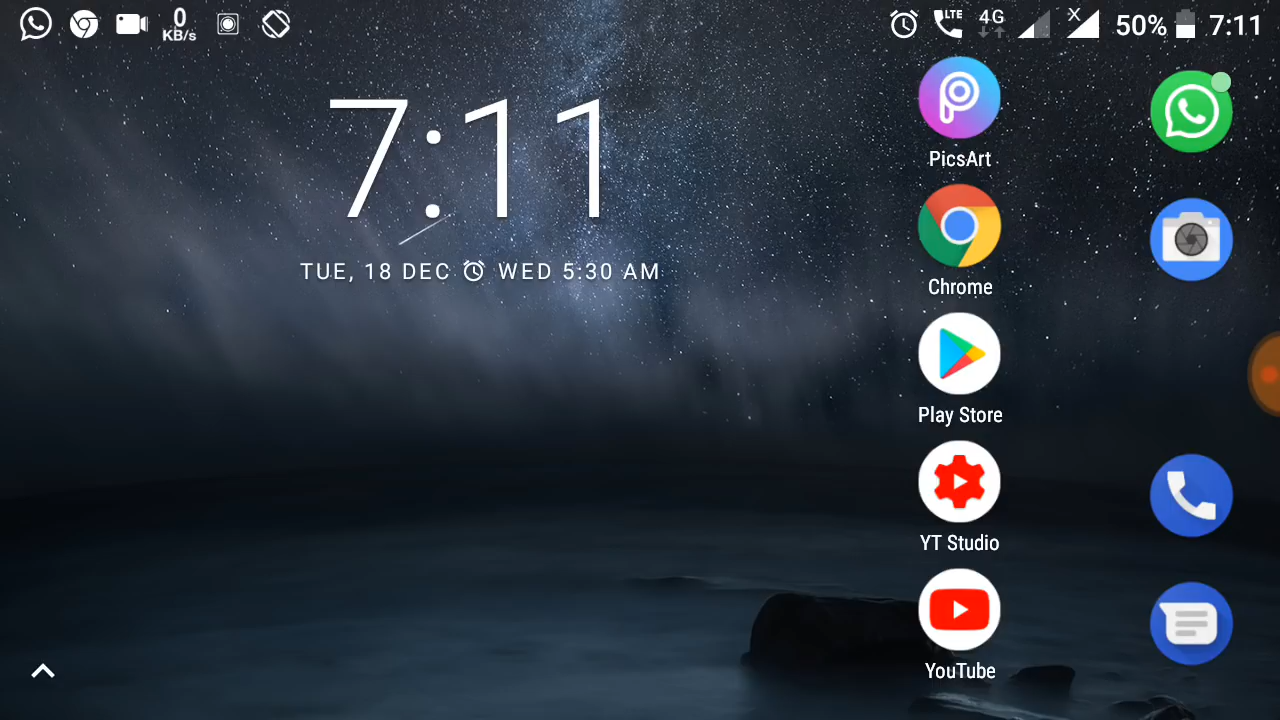 0
KB/s
LTE
4G
X
50%
7:11
7:11
TUE, 18 DEC
WED 5:30 AM
PicsArt
Chrome
Play Store
YT Studio
YouTube